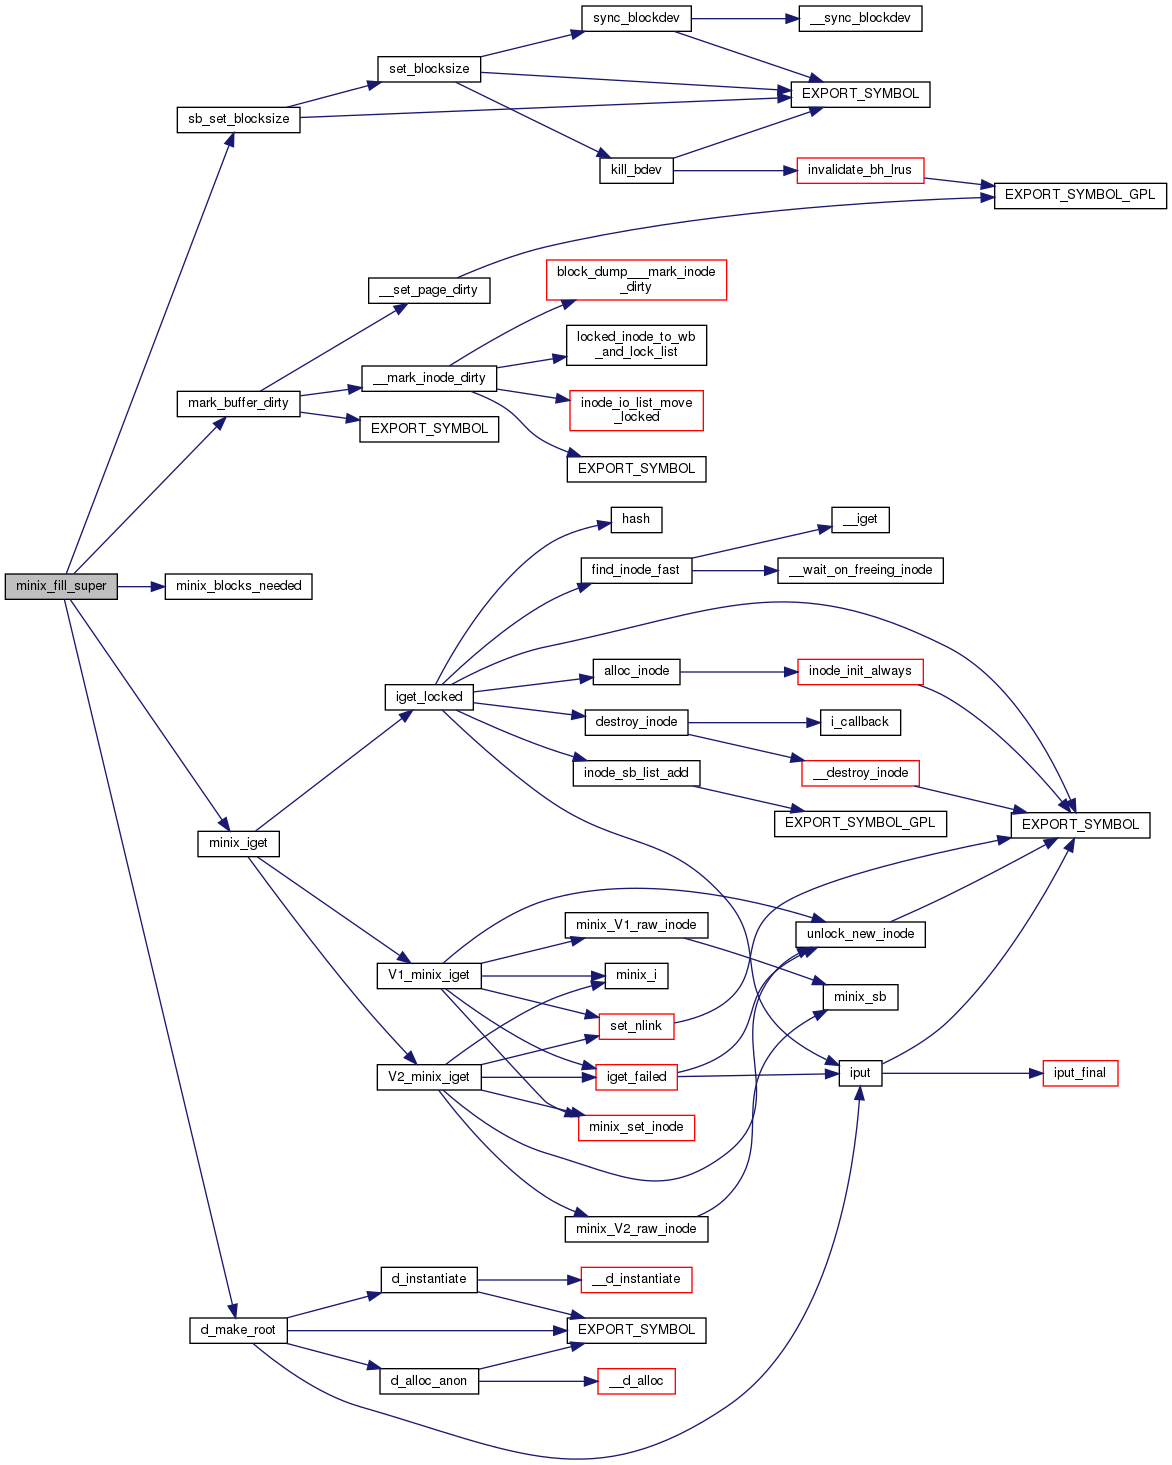 sync_blockdev
__sync_blockdev
set_blocksize
EXPORT_SYMBOL
sb_set_blocksize
kill_bdev
invalidate_bh_lrus
EXPORT_SYMBOL_GPL
block_dump___mark_inode
_dirty
__set_page_dirty
locked_inode_to_wb
_and_lock_list
__mark_inode_dirty
mark_buffer_dirty
inode_io_list_move
_locked
EXPORT_SYMBOL
EXPORT_SYMBOL
hash
__iget
find_inode_fast
__wait_on_freeing_inode
minix_fill_super
minix_blocks_needed
alloc_inode
inode_init_always
iget_locked
destroy_inode
i_callback
inode_sb_list_add
__destroy_inode
EXPORT_SYMBOL_GPL
EXPORT_SYMBOL
minix_iget
minix_V1_raw_inode
unlock_new_inode
V1_minix_iget
minix_i
minix_sb
set_nlink
V2_minix_iget
iget_failed
iput
iput_final
minix_set_inode
minix_V2_raw_inode
d_instantiate
__d_instantiate
d_make_root
EXPORT_SYMBOL
d_alloc_anon
__d_alloc